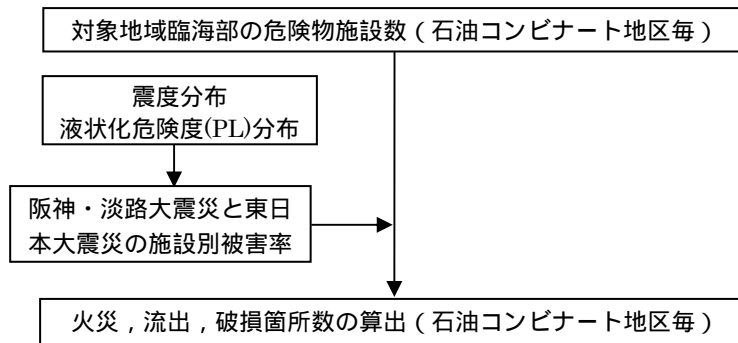 対象地域臨海部の危険物施設数（石油コンビナート地区毎）
震度分布
液状化危険度(PL)分布
阪神・淡路大震災と東日
本大震災の施設別被害率
火災，流出，破損箇所数の算出（石油コンビナート地区毎）